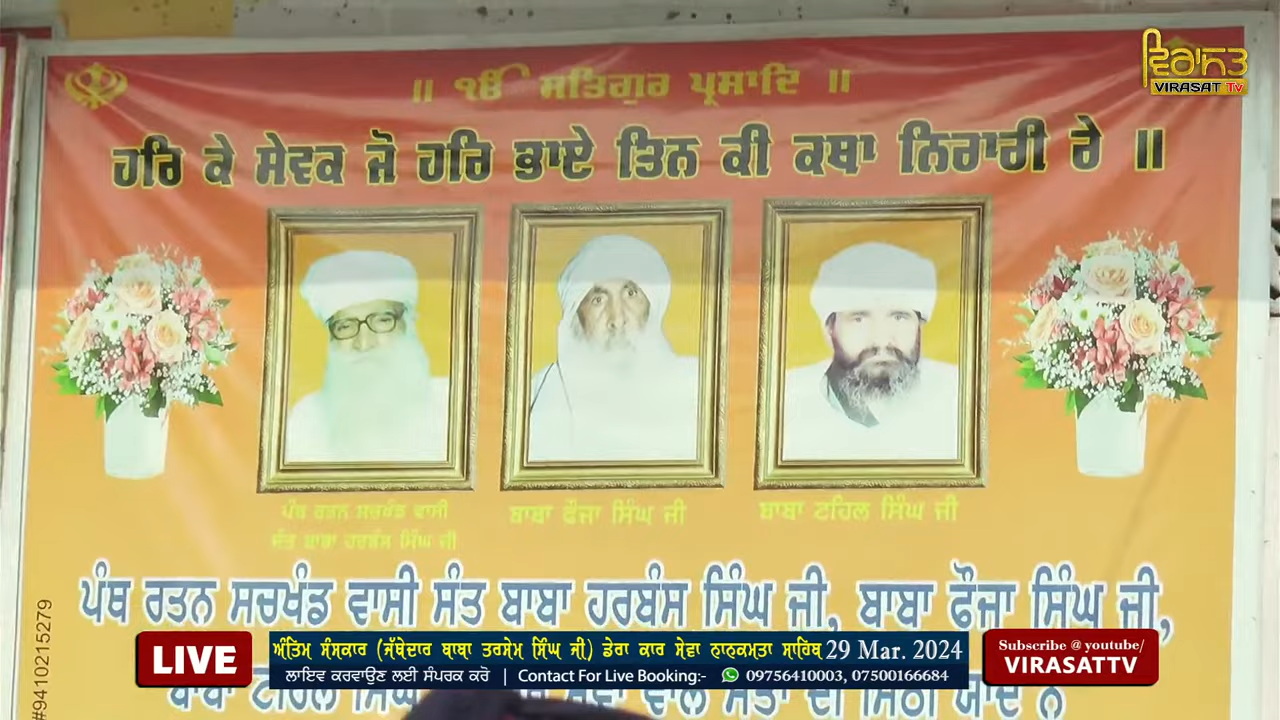 ਵਿਰਾਸਤ
VIRASAT TV
॥ ੴ ਸਤਿਗੁਰ ਪ੍ਰਸਾਦਿ ॥
ਹਰਿ ਕੇ ਸੇਵਕ ਜੋ ਹਰਿ ਭਾਏ ਤਿਨ ਕੀ ਕਥਾ ਨਿਰਾਰੀ ਰੇ ॥
ਪੰਥ ਰਤਨ ਸਚਖੰਡ ਵਾਸੀ
ਸੰਤ ਬਾਬਾ ਹਰਬੰਸ ਸਿੰਘ ਜੀ
ਬਾਬਾ ਫੌਜਾ ਸਿੰਘ ਜੀ
ਬਾਬਾ ਟਹਿਲ ਸਿੰਘ ਜੀ
ਪੰਥ ਰਤਨ ਸਚਖੰਡ ਵਾਸੀ ਸੰਤ ਬਾਬਾ ਹਰਬੰਸ ਸਿੰਘ ਜੀ, ਬਾਬਾ ਫੌਜਾ ਸਿੰਘ ਜੀ,
ਬਾਬਾ ਟਹਿਲ ਸਿੰਘ
#9410215279
LIVE
ਅੰਤਿਮ ਸੰਸਕਾਰ (ਜੱਥੇਦਾਰ ਬਾਬਾ ਤਰਸੇਮ ਸਿੰਘ ਜੀ) ਡੇਰਾ ਕਾਰ ਸੇਵਾ ਨਾਨਕਮਤਾ ਸਾਹਿਬ 29 Mar. 2024
ਲਾਇਵ ਕਰਵਾਉਣ ਲਈ ਸੰਪਰਕ ਕਰੋ | Contact For Live Booking:- 09756410003, 07500166684
Subscribe @ youtube/
VIRASATTV